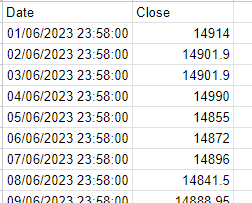 Date Close
01/06/2023 23:58:00 14914
02/06/2023 23:58:00 14901.9
03/06/2023 23:58:00 14901.9
04/06/2023 23:58:00 14990
05/06/2023 23:58:00 14855
06/06/2023 23:58:00 14872
07/06/2023 23:58:00 14896
08/06/2023 23:58:00 14841.5
09/06/2023 23:58:00 14888.95